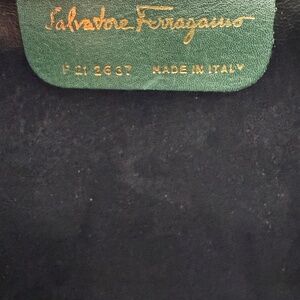 Salvatore Ferragamo
F 21 2637 MADE IN ITALY